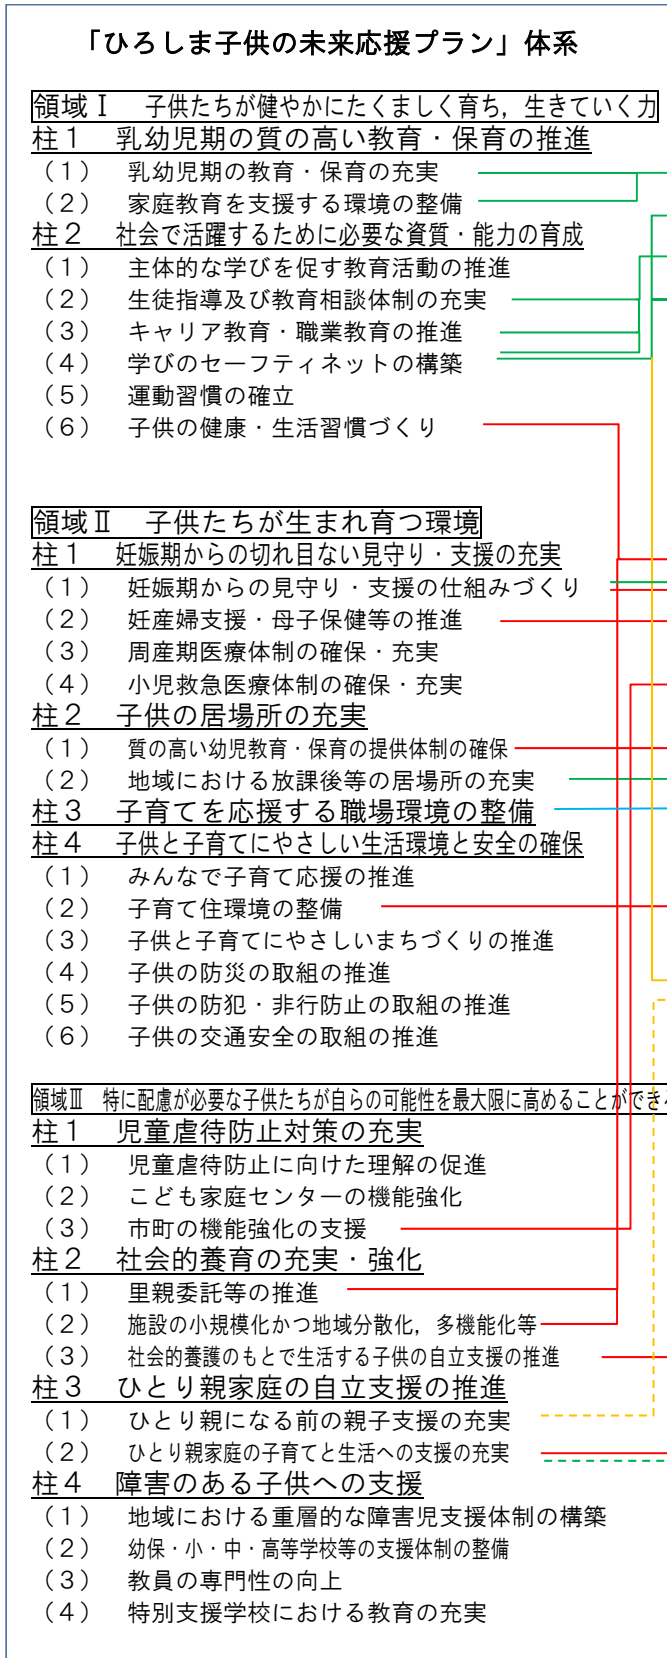 「ひろしま子供の未来応援プラン」体系
領域Ⅰ　子供たちが健やかにたくましく育ち，生きていく力
柱１　乳幼児期の質の高い教育・保育の推進
（１）　乳幼児期の教育・保育の充実
（２）　家庭教育を支援する環境の整備
柱２　社会で活躍するために必要な資質・能力の育成
（１）　主体的な学びを促す教育活動の推進
（２）　生徒指導及び教育相談体制の充実
（３）　キャリア教育・職業教育の推進
（４）　学びのセーフティネットの構築
（５）　運動習慣の確立
（６）　子供の健康・生活習慣づくり
領域Ⅱ　子供たちが生まれ育つ環境
柱１　妊娠期からの切れ目ない見守り・支援の充実
（１）　妊娠期からの見守り・支援の仕組みづくり
（２）　妊産婦支援・母子保健等の推進
（３）　周産期医療体制の確保・充実
（４）　小児救急医療体制の確保・充実
柱２　子供の居場所の充実
（１）　質の高い幼児教育・保育の提供体制の確保
（２）　地域における放課後等の居場所の充実
柱３　子育てを応援する職場環境の整備
柱４　子供と子育てにやさしい生活環境と安全の確保
（１）　みんなで子育て応援の推進
（２）　子育て住環境の整備
（３）　子供と子育てにやさしいまちづくりの推進
（４）　子供の防災の取組の推進
（５）　子供の防犯・非行防止の取組の推進
（６）　子供の交通安全の取組の推進
領域Ⅲ　特に配慮が必要な子供たちが自らの可能性を最大限に高めることができ
柱１　児童虐待防止対策の充実
（１）　児童虐待防止に向けた理解の促進
（２）　こども家庭センターの機能強化
（３）　市町の機能強化の支援
柱２　社会的養育の充実・強化
（１）　里親委託等の推進
（２）　施設の小規模化かつ地域分散化，多機能化等
（３）　社会的養護のもとで生活する子供の自立支援の推進
柱３　ひとり親家庭の自立支援の推進
（１）　ひとり親になる前の親子支援の充実
（２）　ひとり親家庭の子育てと生活への支援の充実
柱４　障害のある子供への支援
（１）　地域における重層的な障害児支援体制の構築
（２）　幼保・小・中・高等学校等の支援体制の整備
（３）　教員の専門性の向上
（４）　特別支援学校における教育の充実